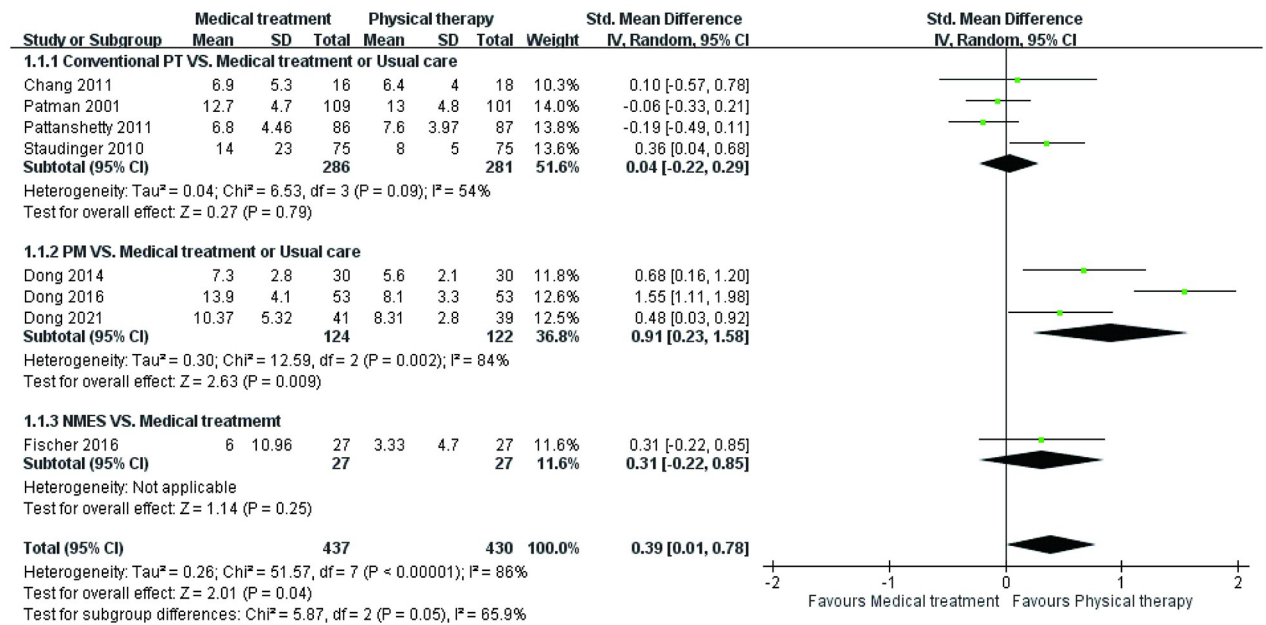 Medical treatment Physical therapy Std. Mean Difference Std. Mean Difference
Study or Subgroup Mean SD Total Mean SD Total Weight IV, Random, 95% CI IV, Random, 95% CI
1.1.1 Conventional PT VS. Medical treatment or Usual care
Chang 2011 6.9 5.3 16 6.4 4 18 10.3% 0.10 [-0.57, 0.78]
Patman 2001 12.7 4.7 109 13 4.8 101 14.0% -0.06 [-0.33, 0.21]
Pattanshetty 2011 6.8 4.46 86 7.6 3.97 87 13.8% -0.19 [-0.49, 0.11]
Staudinger 2010 14 23 75 8 5 75 13.6% 0.36 [0.04, 0.68]
Subtotal (95% CI) 286 281 51.6% 0.04 [-0.22, 0.29]
Heterogeneity: Tau² = 0.04; Chi² = 6.53, df = 3 (P = 0.09); I² = 54%
Test for overall effect: Z = 0.27 (P = 0.79)
1.1.2 PM VS. Medical treatment or Usual care
Dong 2014 7.3 2.8 30 5.6 2.1 30 11.8% 0.68 [0.16, 1.20]
Dong 2016 13.9 4.1 53 8.1 3.3 53 12.6% 1.55 [1.11, 1.98]
Dong 2021 10.37 5.32 41 8.31 2.8 39 12.5% 0.48 [0.03, 0.92]
Subtotal (95% CI) 124 122 36.8% 0.91 [0.23, 1.58]
Heterogeneity: Tau² = 0.30; Chi² = 12.59, df = 2 (P = 0.002); I² = 84%
Test for overall effect: Z = 2.63 (P = 0.009)
1.1.3 NMES VS. Medical treatmemt
Fischer 2016 6 10.96 27 3.33 4.7 27 11.6% 0.31 [-0.22, 0.85]
Subtotal (95% CI) 27 27 11.6% 0.31 [-0.22, 0.85]
Heterogeneity: Not applicable
Test for overall effect: Z = 1.14 (P = 0.25)
Total (95% CI) 437 430 100.0% 0.39 [0.01, 0.78]
Heterogeneity: Tau² = 0.26; Chi² = 51.57, df = 7 (P < 0.00001); I² = 86%
Test for overall effect: Z = 2.01 (P = 0.04)
Test for subgroup differences: Chi² = 5.87, df = 2 (P = 0.05), I² = 65.9%
-2 -1 0 1 2
Favours Medical treatment Favours Physical therapy